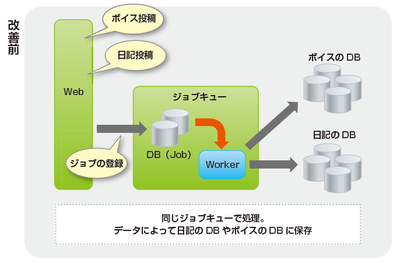 改善前
ボイス投稿
日記投稿
Web
ジョブの登録
ジョブキュー
DB（Job）
Worker
ボイスの DB
日記の DB
同じジョブキューで処理。
データによって日記の DB やボイスの DB に保存